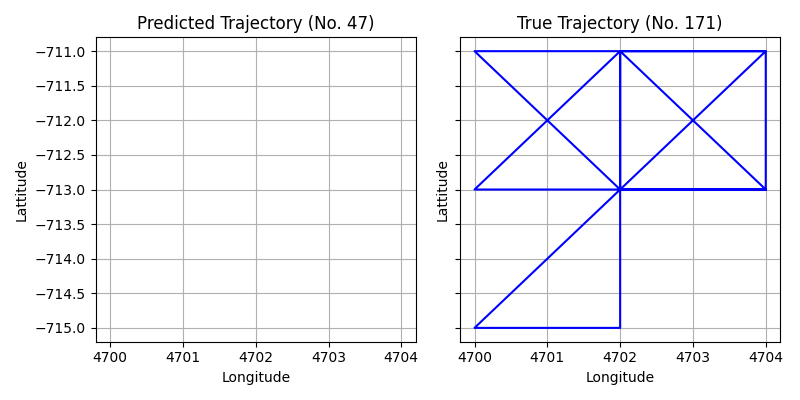 Predicted Trajectory (No. 47)
−711.0
−711.5
−712.0
−712.5
−713.0
−713.5
−714.0
−714.5
−715.0
Lattitude
4700 4701 4702 4703 4704
Longitude
True Trajectory (No. 171)
Lattitude
4700 4701 4702 4703 4704
Longitude